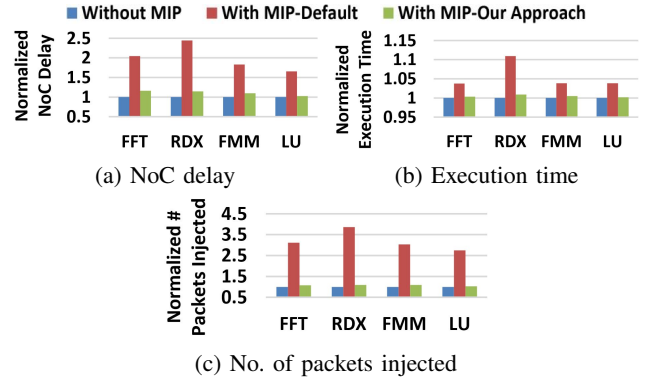 Without MIP With MIP-Default With MIP-Our Approach
Normalized
NoC Delay
2.5
2
1.5
1
0.5
FFT RDX FMM LU
(a) NoC delay
Normalized
Execution Time
1.15
1.1
1.05
1
0.95
FFT RDX FMM LU
(b) Execution time
Normalized #
Packets Injected
4.5
3.5
2.5
1.5
0.5
FFT RDX FMM LU
(c) No. of packets injected